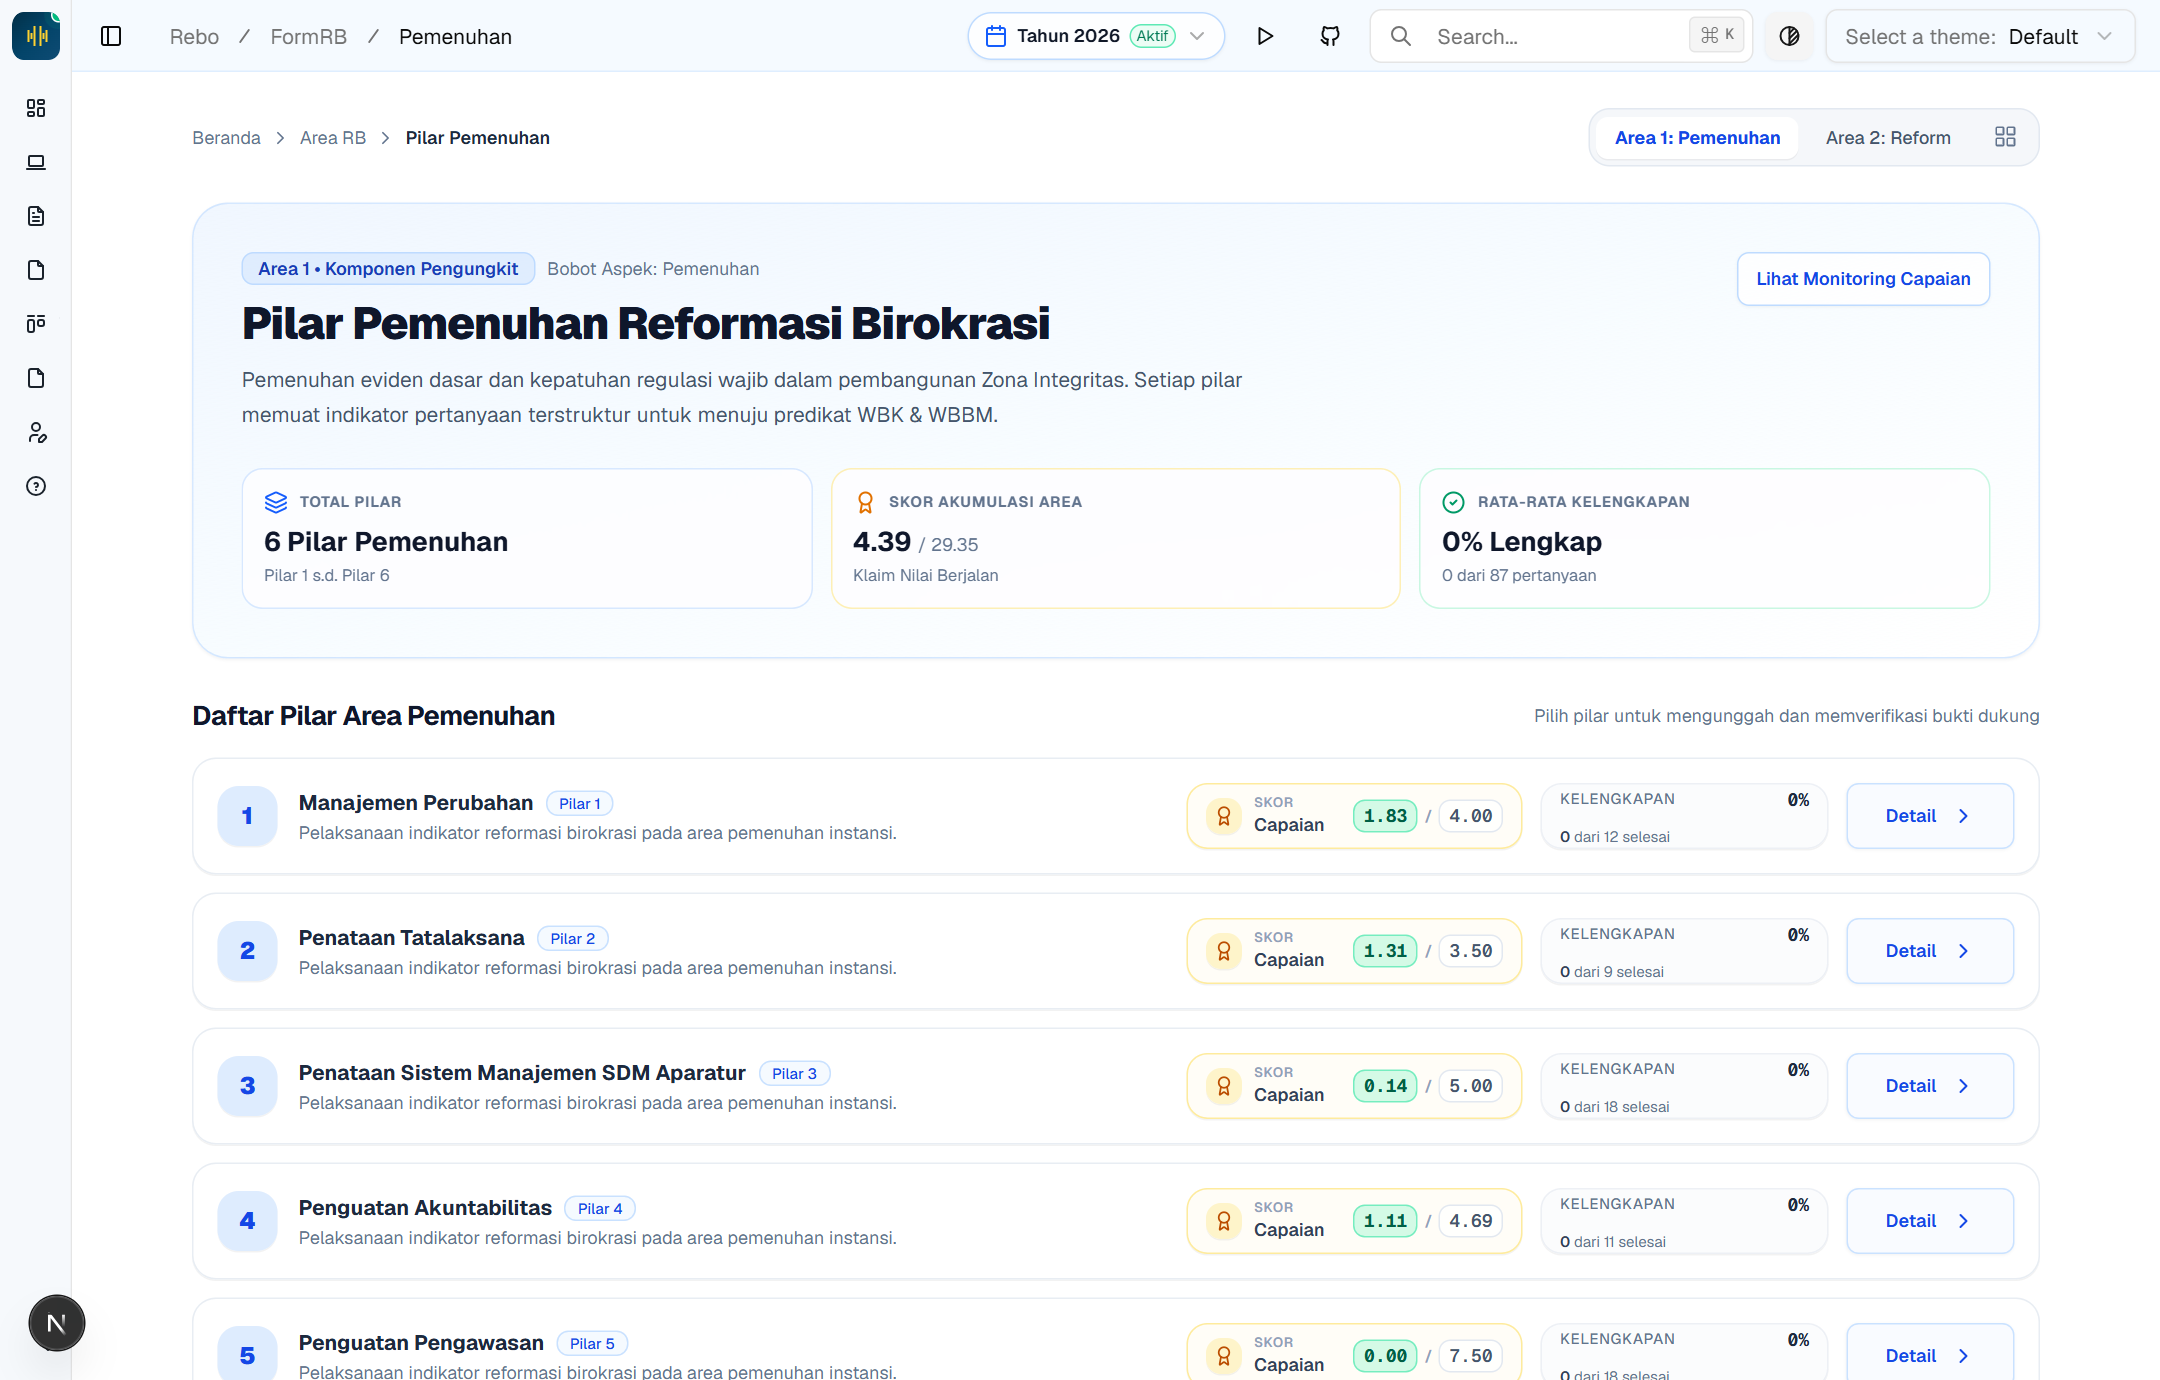 Rebo / FormRB / Pemenuhan
Tahun 2026 Aktif
Search... ⌘ K
Select a theme: Default
Beranda > Area RB > Pilar Pemenuhan
Area 1: Pemenuhan Area 2: Reform
Area 1 • Komponen Pengungkit Bobot Aspek: Pemenuhan
Lihat Monitoring Capaian
Pilar Pemenuhan Reformasi Birokrasi
Pemenuhan eviden dasar dan kepatuhan regulasi wajib dalam pembangunan Zona Integritas. Setiap pilar
memuat indikator pertanyaan terstruktur untuk menuju predikat WBK & WBBM.
TOTAL PILAR
6 Pilar Pemenuhan
Pilar 1 s.d. Pilar 6
SKOR AKUMULASI AREA
4.39 / 29.35
Klaim Nilai Berjalan
RATA-RATA KELENGKAPAN
0% Lengkap
0 dari 87 pertanyaan
Daftar Pilar Area Pemenuhan
Pilih pilar untuk mengunggah dan memverifikasi bukti dukung
1
Manajemen Perubahan Pilar 1
Pelaksanaan indikator reformasi birokrasi pada area pemenuhan instansi.
SKOR
Capaian 1.83 / 4.00
KELENGKAPAN 0%
0 dari 12 selesai
Detail
2
Penataan Tatalaksana Pilar 2
Pelaksanaan indikator reformasi birokrasi pada area pemenuhan instansi.
SKOR
Capaian 1.31 / 3.50
KELENGKAPAN 0%
0 dari 9 selesai
Detail
3
Penataan Sistem Manajemen SDM Aparatur Pilar 3
Pelaksanaan indikator reformasi birokrasi pada area pemenuhan instansi.
SKOR
Capaian 0.14 / 5.00
KELENGKAPAN 0%
0 dari 18 selesai
Detail
4
Penguatan Akuntabilitas Pilar 4
Pelaksanaan indikator reformasi birokrasi pada area pemenuhan instansi.
SKOR
Capaian 1.11 / 4.69
KELENGKAPAN 0%
0 dari 11 selesai
Detail
5
Penguatan Pengawasan Pilar 5
Pelaksanaan indikator reformasi birokrasi pada area pemenuhan instansi.
SKOR
Capaian 0.00 / 7.50
KELENGKAPAN 0%
0 dari 18 selesai
Detail
N